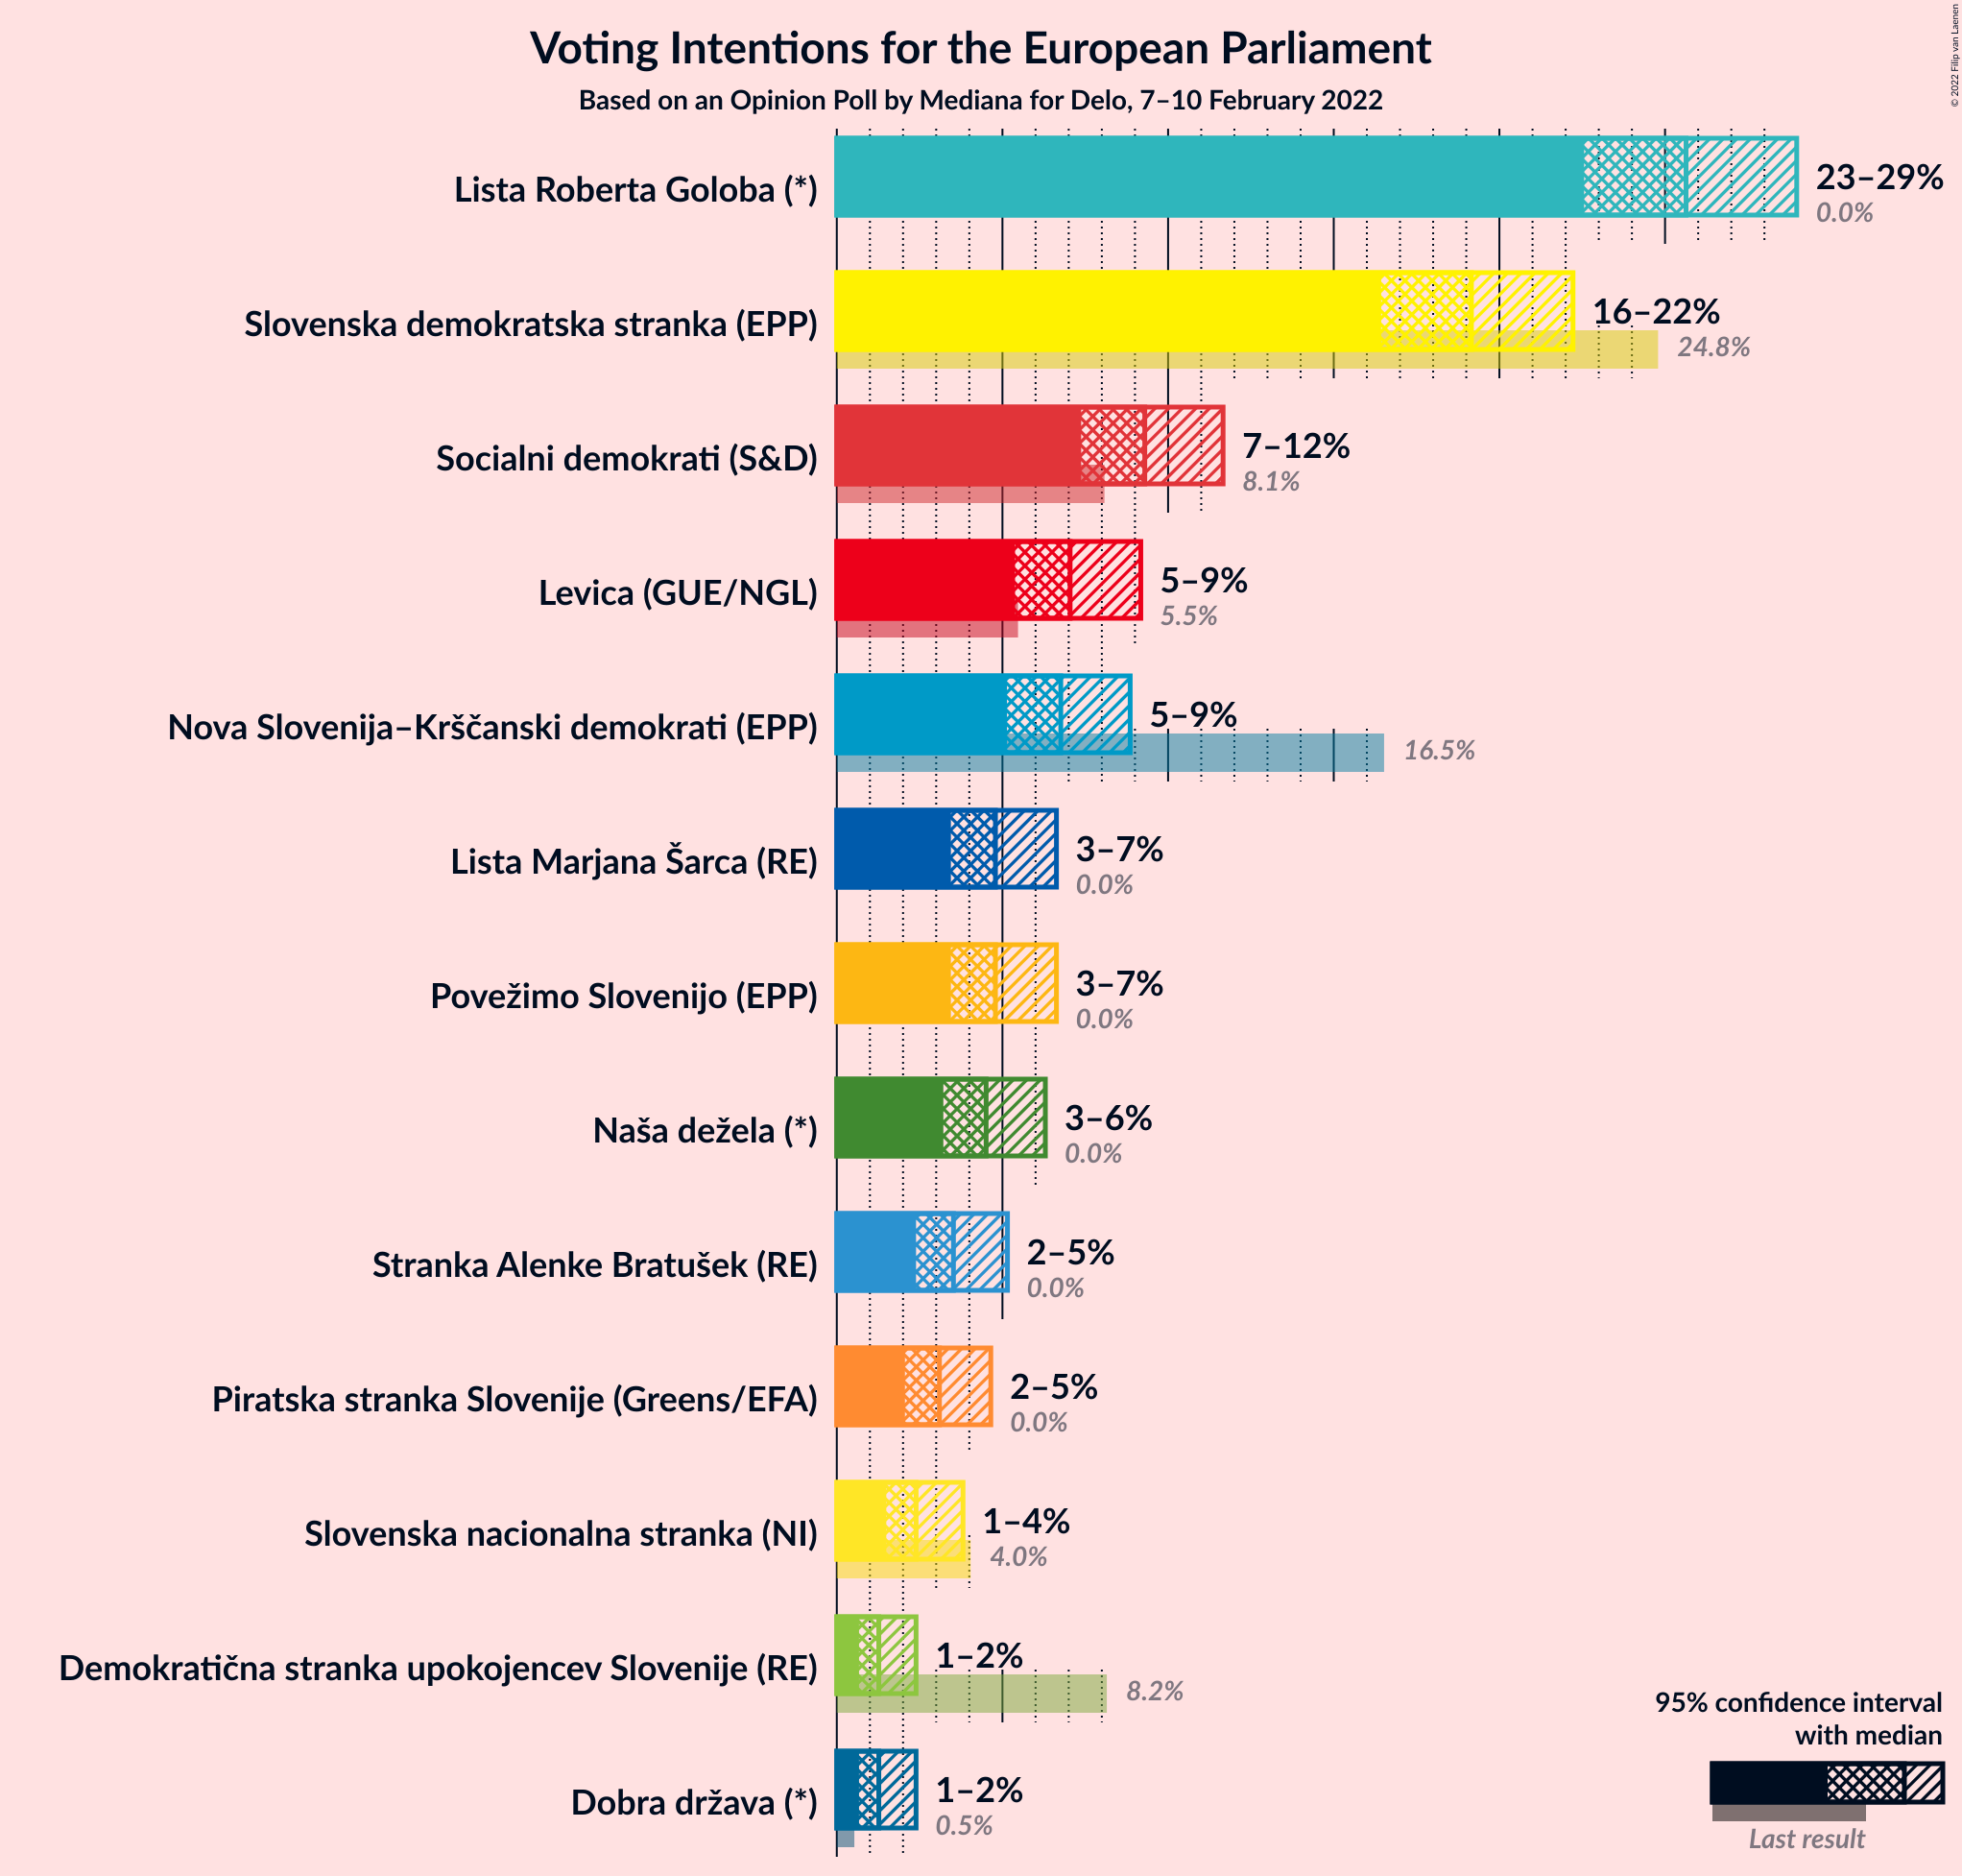 © 2022 Filip van Laenen
Voting Intentions for the European Parliament
Based on an Opinion Poll by Mediana for Delo, 7–10 February 2022
Lista Roberta Goloba (*)
23–29%
0.0%
Slovenska demokratska stranka (EPP)
16–22%
24.8%
Socialni demokrati (S&D)
7–12%
8.1%
Levica (GUE/NGL)
5–9%
5.5%
Nova Slovenija–Krščanski demokrati (EPP)
5–9%
16.5%
Lista Marjana Šarca (RE)
3–7%
0.0%
Povežimo Slovenijo (EPP)
3–7%
0.0%
Naša dežela (*)
3–6%
0.0%
Stranka Alenke Bratušek (RE)
2–5%
0.0%
Piratska stranka Slovenije (Greens/EFA)
2–5%
0.0%
Slovenska nacionalna stranka (NI)
1–4%
4.0%
Demokratična stranka upokojencev Slovenije (RE)
1–2%
8.2%
Dobra država (*)
1–2%
0.5%
95% confidence interval
with median
Last result